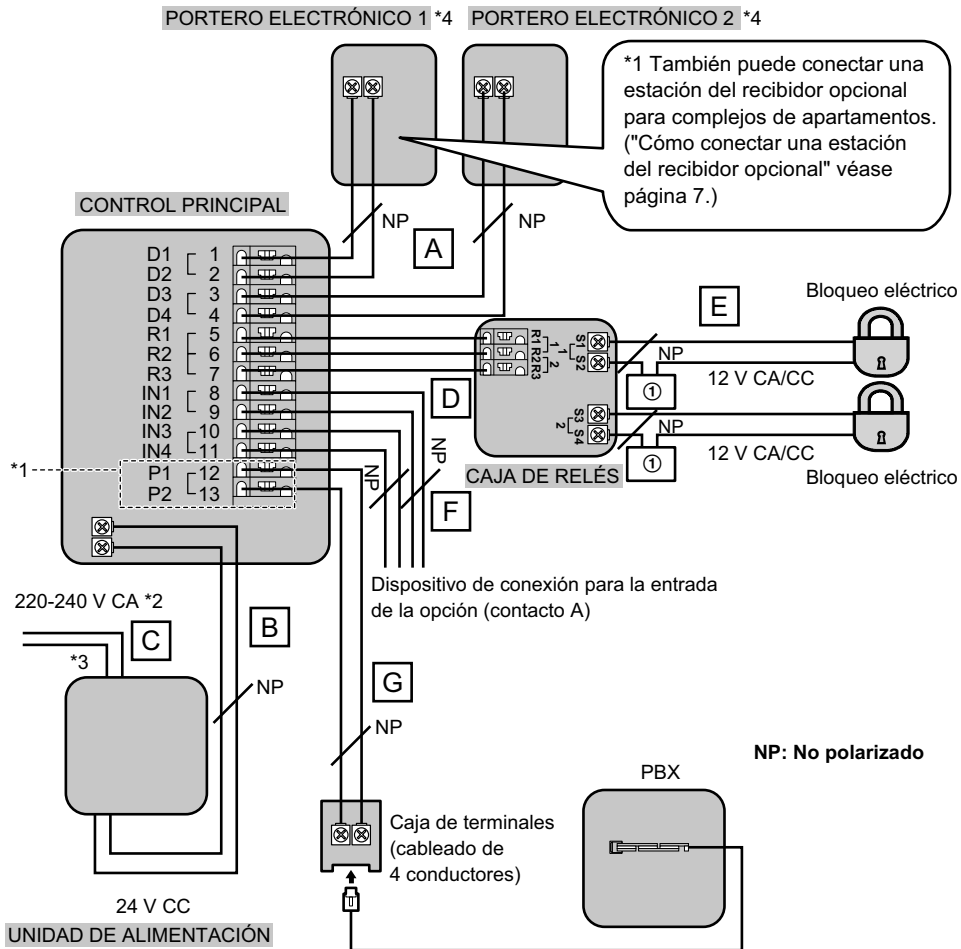 PORTERO ELECTRÓNICO 1 *4
PORTERO ELECTRÓNICO 2 *4
*1 También puede conectar una
estación del recibidor opcional
para complejos de apartamentos.
("Cómo conectar una estación
del recibidor opcional" véase
página 7.)
CONTROL PRINCIPAL
NP
A
NP
D1 1
D2 2
D3 3
D4 4
R1 5
R2 6
R3 7
IN1 8
IN2 9
IN3 10
IN4 11
*1
P1 12
P2 13
R1 1
R2 1 2
R3 2
1 S1
S2
2 S3
S4
E
Bloqueo eléctrico
NP
①
12 V CA/CC
NP
①
12 V CA/CC
Bloqueo eléctrico
D
CAJA DE RELÉS
NP
NP
F
Dispositivo de conexión para la entrada
de la opción (contacto A)
220-240 V CA *2
C
B
*3
NP
G
NP
NP: No polarizado
PBX
Caja de terminales
(cableado de
4 conductores)
24 V CC
UNIDAD DE ALIMENTACIÓN